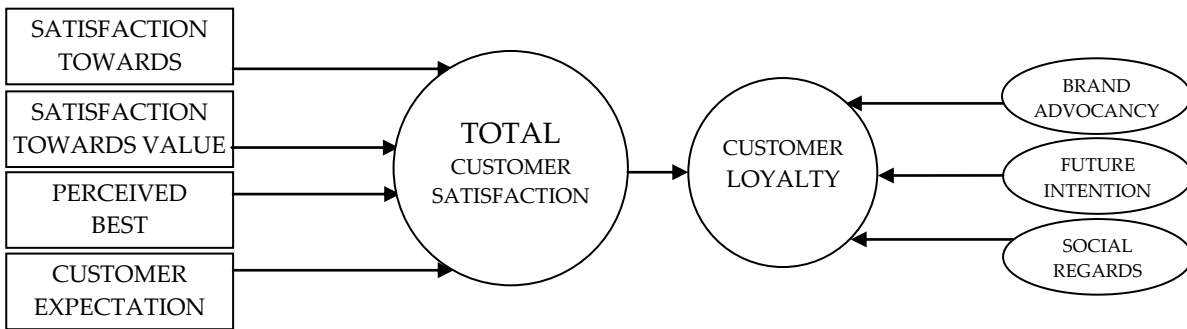 SATISFACTION
TOWARDS
SATISFACTION
TOWARDS VALUE
PERCEIVED
BEST
CUSTOMER
EXPECTATION
TOTAL
CUSTOMER
SATISFACTION
CUSTOMER
LOYALTY
BRAND
ADVOCANCY
FUTURE
INTENTION
SOCIAL
REGARDS